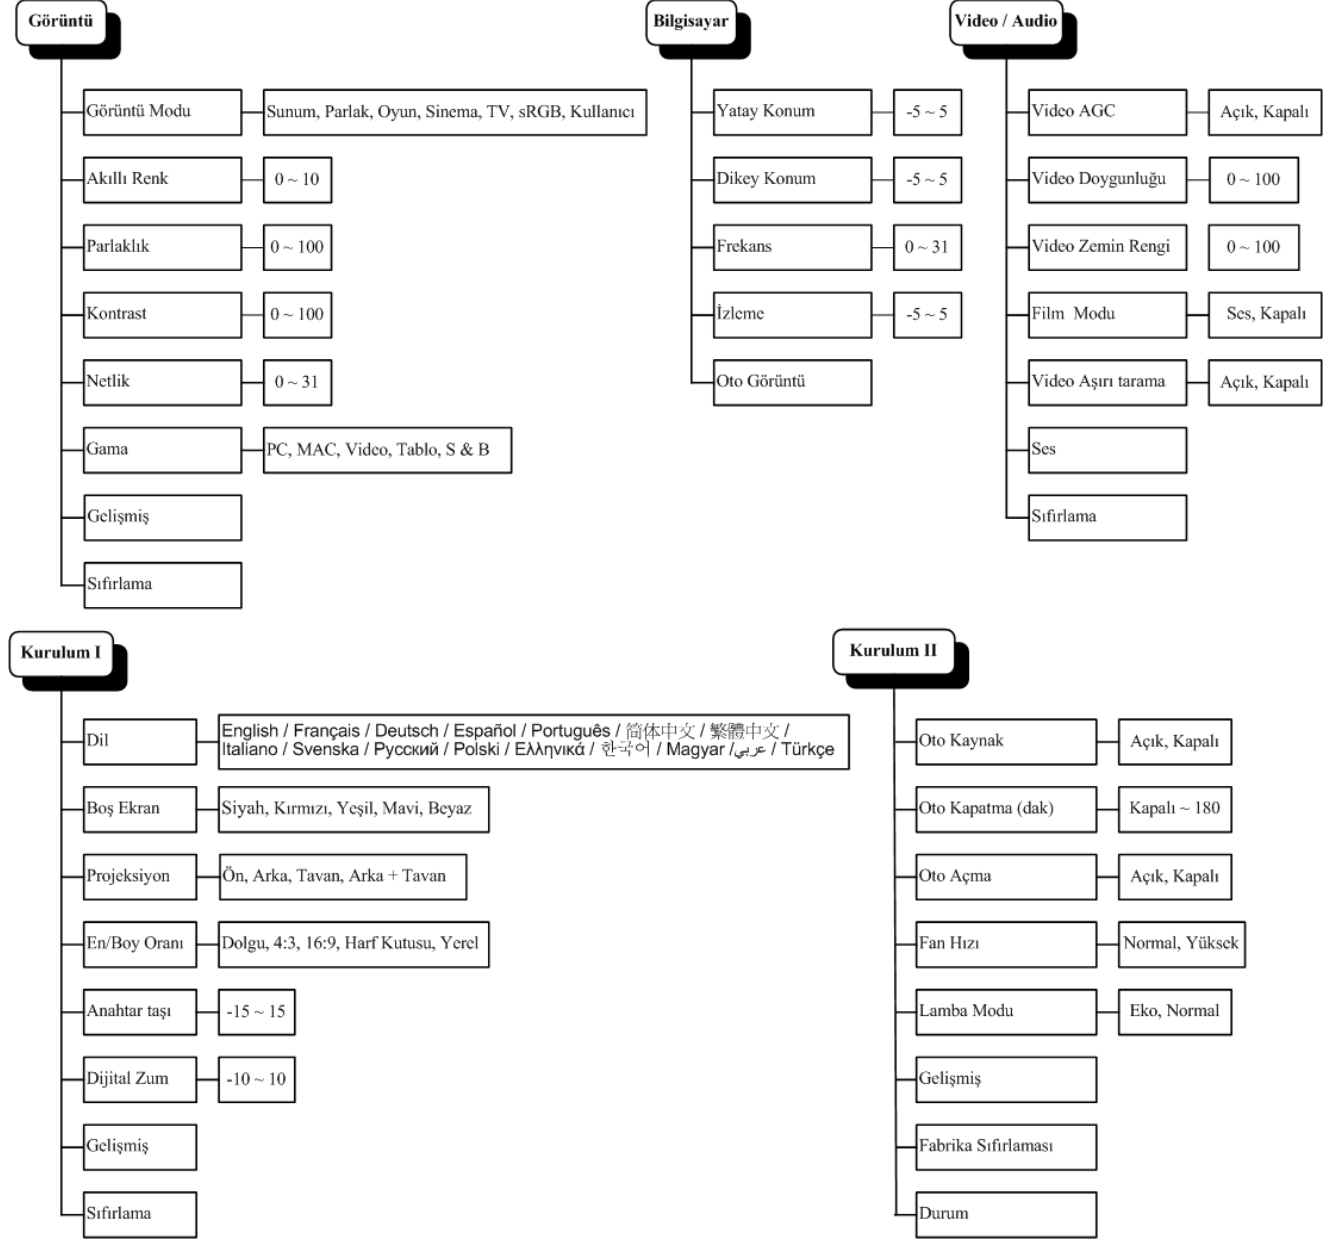 Görüntü
Görüntü Modu
Sunum, Parlak, Oyun, Sinema, TV, sRGB, Kullanıcı
Akıllı Renk
0 ~ 10
Parlaklık
0 ~ 100
Kontrast
0 ~ 100
Netlik
0 ~ 31
Gama
PC, MAC, Video, Tablo, S & B
Gelişmiş
Sıfırlama
Bilgisayar
Yatay Konum
-5 ~ 5
Dikey Konum
-5 ~ 5
Frekans
0 ~ 31
İzleme
-5 ~ 5
Oto Görüntü
Video / Audio
Video AGC
Açık, Kapalı
Video Doygunluğu
0 ~ 100
Video Zemin Rengi
0 ~ 100
Film Modu
Ses, Kapalı
Video Aşırı tarama
Açık, Kapalı
Ses
Sıfırlama
Kurulum I
Dil
English / Français / Deutsch / Español / Português / 简体中文 / 繁體中文 /
Italiano / Svenska / Русский / Polski / Ελληνικά / 한국어 / Magyar /عربي / Türkçe
Boş Ekran
Siyah, Kırmızı, Yeşil, Mavi, Beyaz
Projeksiyon
Ön, Arka, Tavan, Arka + Tavan
En/Boy Oranı
Dolgu, 4:3, 16:9, Harf Kutusu, Yerel
Anahtar taşı
-15 ~ 15
Dijital Zum
-10 ~ 10
Gelişmiş
Sıfırlama
Kurulum II
Oto Kaynak
Açık, Kapalı
Oto Kapatma (dak)
Kapalı ~ 180
Oto Açma
Açık, Kapalı
Fan Hızı
Normal, Yüksek
Lamba Modu
Eko, Normal
Gelişmiş
Fabrika Sıfırlaması
Durum